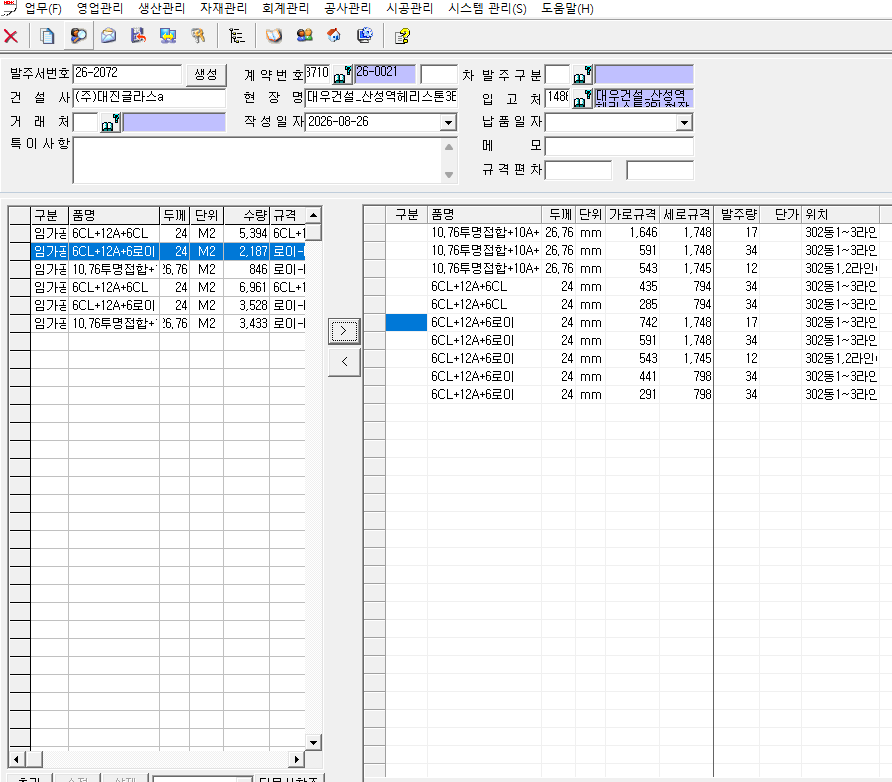 업무(F) 영업관리 생산관리 자재관리 회계관리 공사관리 시공관리 시스템 관리(S) 도움말(H)
발주서번호 26-2072 생성 계약번호 3710 26-0021 차 발주구분
건설사 (주)대진글라스a 현장명 대우건설_산성역헤리스톤3B 입고처 148 대우건설_산성역
거래처 작성일자 2026-08-26 납품일자
특이사항 메모
규격편차
구분 품명 두께 단위 수량 규격
임가공 6CL+12A+6CL 24 M2 5,394 6CL+1
임가공 6CL+12A+6로이 24 M2 2,187 로이-
임가공 10.76투명접합+ 26.76 M2 846 로이-
임가공 6CL+12A+6CL 24 M2 6,961 6CL+1
임가공 6CL+12A+6로이 24 M2 3,528 로이-
임가공 10.76투명접합+ 26.76 M2 3,433 로이-
>
<
구분 품명 두께 단위 가로규격 세로규격 발주량 단가 위치
10.76투명접합+10A+ 26.76 mm 1,646 1,748 17 302동1~3라인
10.76투명접합+10A+ 26.76 mm 591 1,748 34 302동1~3라인
10.76투명접합+10A+ 26.76 mm 543 1,745 12 302동1,2라인
6CL+12A+6CL 24 mm 435 794 34 302동1~3라인
6CL+12A+6CL 24 mm 285 794 34 302동1~3라인
6CL+12A+6로이 24 mm 742 1,748 17 302동1~3라인
6CL+12A+6로이 24 mm 591 1,748 34 302동1~3라인
6CL+12A+6로이 24 mm 543 1,745 12 302동1,2라인
6CL+12A+6로이 24 mm 441 798 34 302동1~3라인
6CL+12A+6로이 24 mm 291 798 34 302동1~3라인